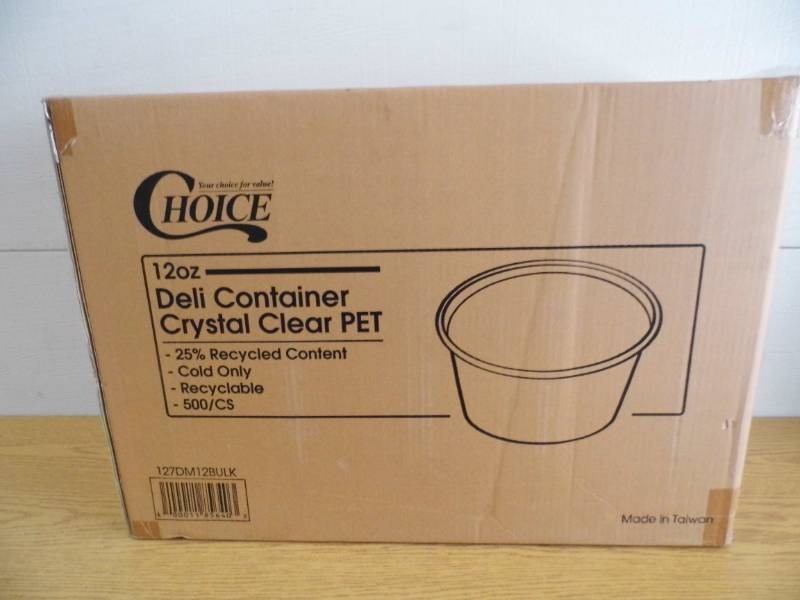 Your choice for value!
CHOICE
12oz
Deli Container
Crystal Clear PET
- 25% Recycled Content
- Cold Only
- Recyclable
- 500/CS
127DM12BULK
Made in Taiwan